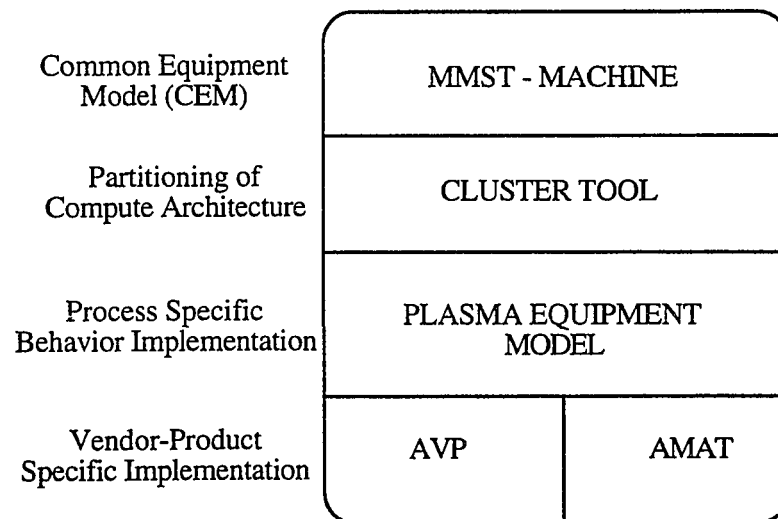 Common Equipment
Model (CEM)
MMST - MACHINE
Partitioning of
Compute Architecture
CLUSTER TOOL
Process Specific
Behavior Implementation
PLASMA EQUIPMENT
MODEL
Vendor-Product
Specific Implementation
AVP
AMAT